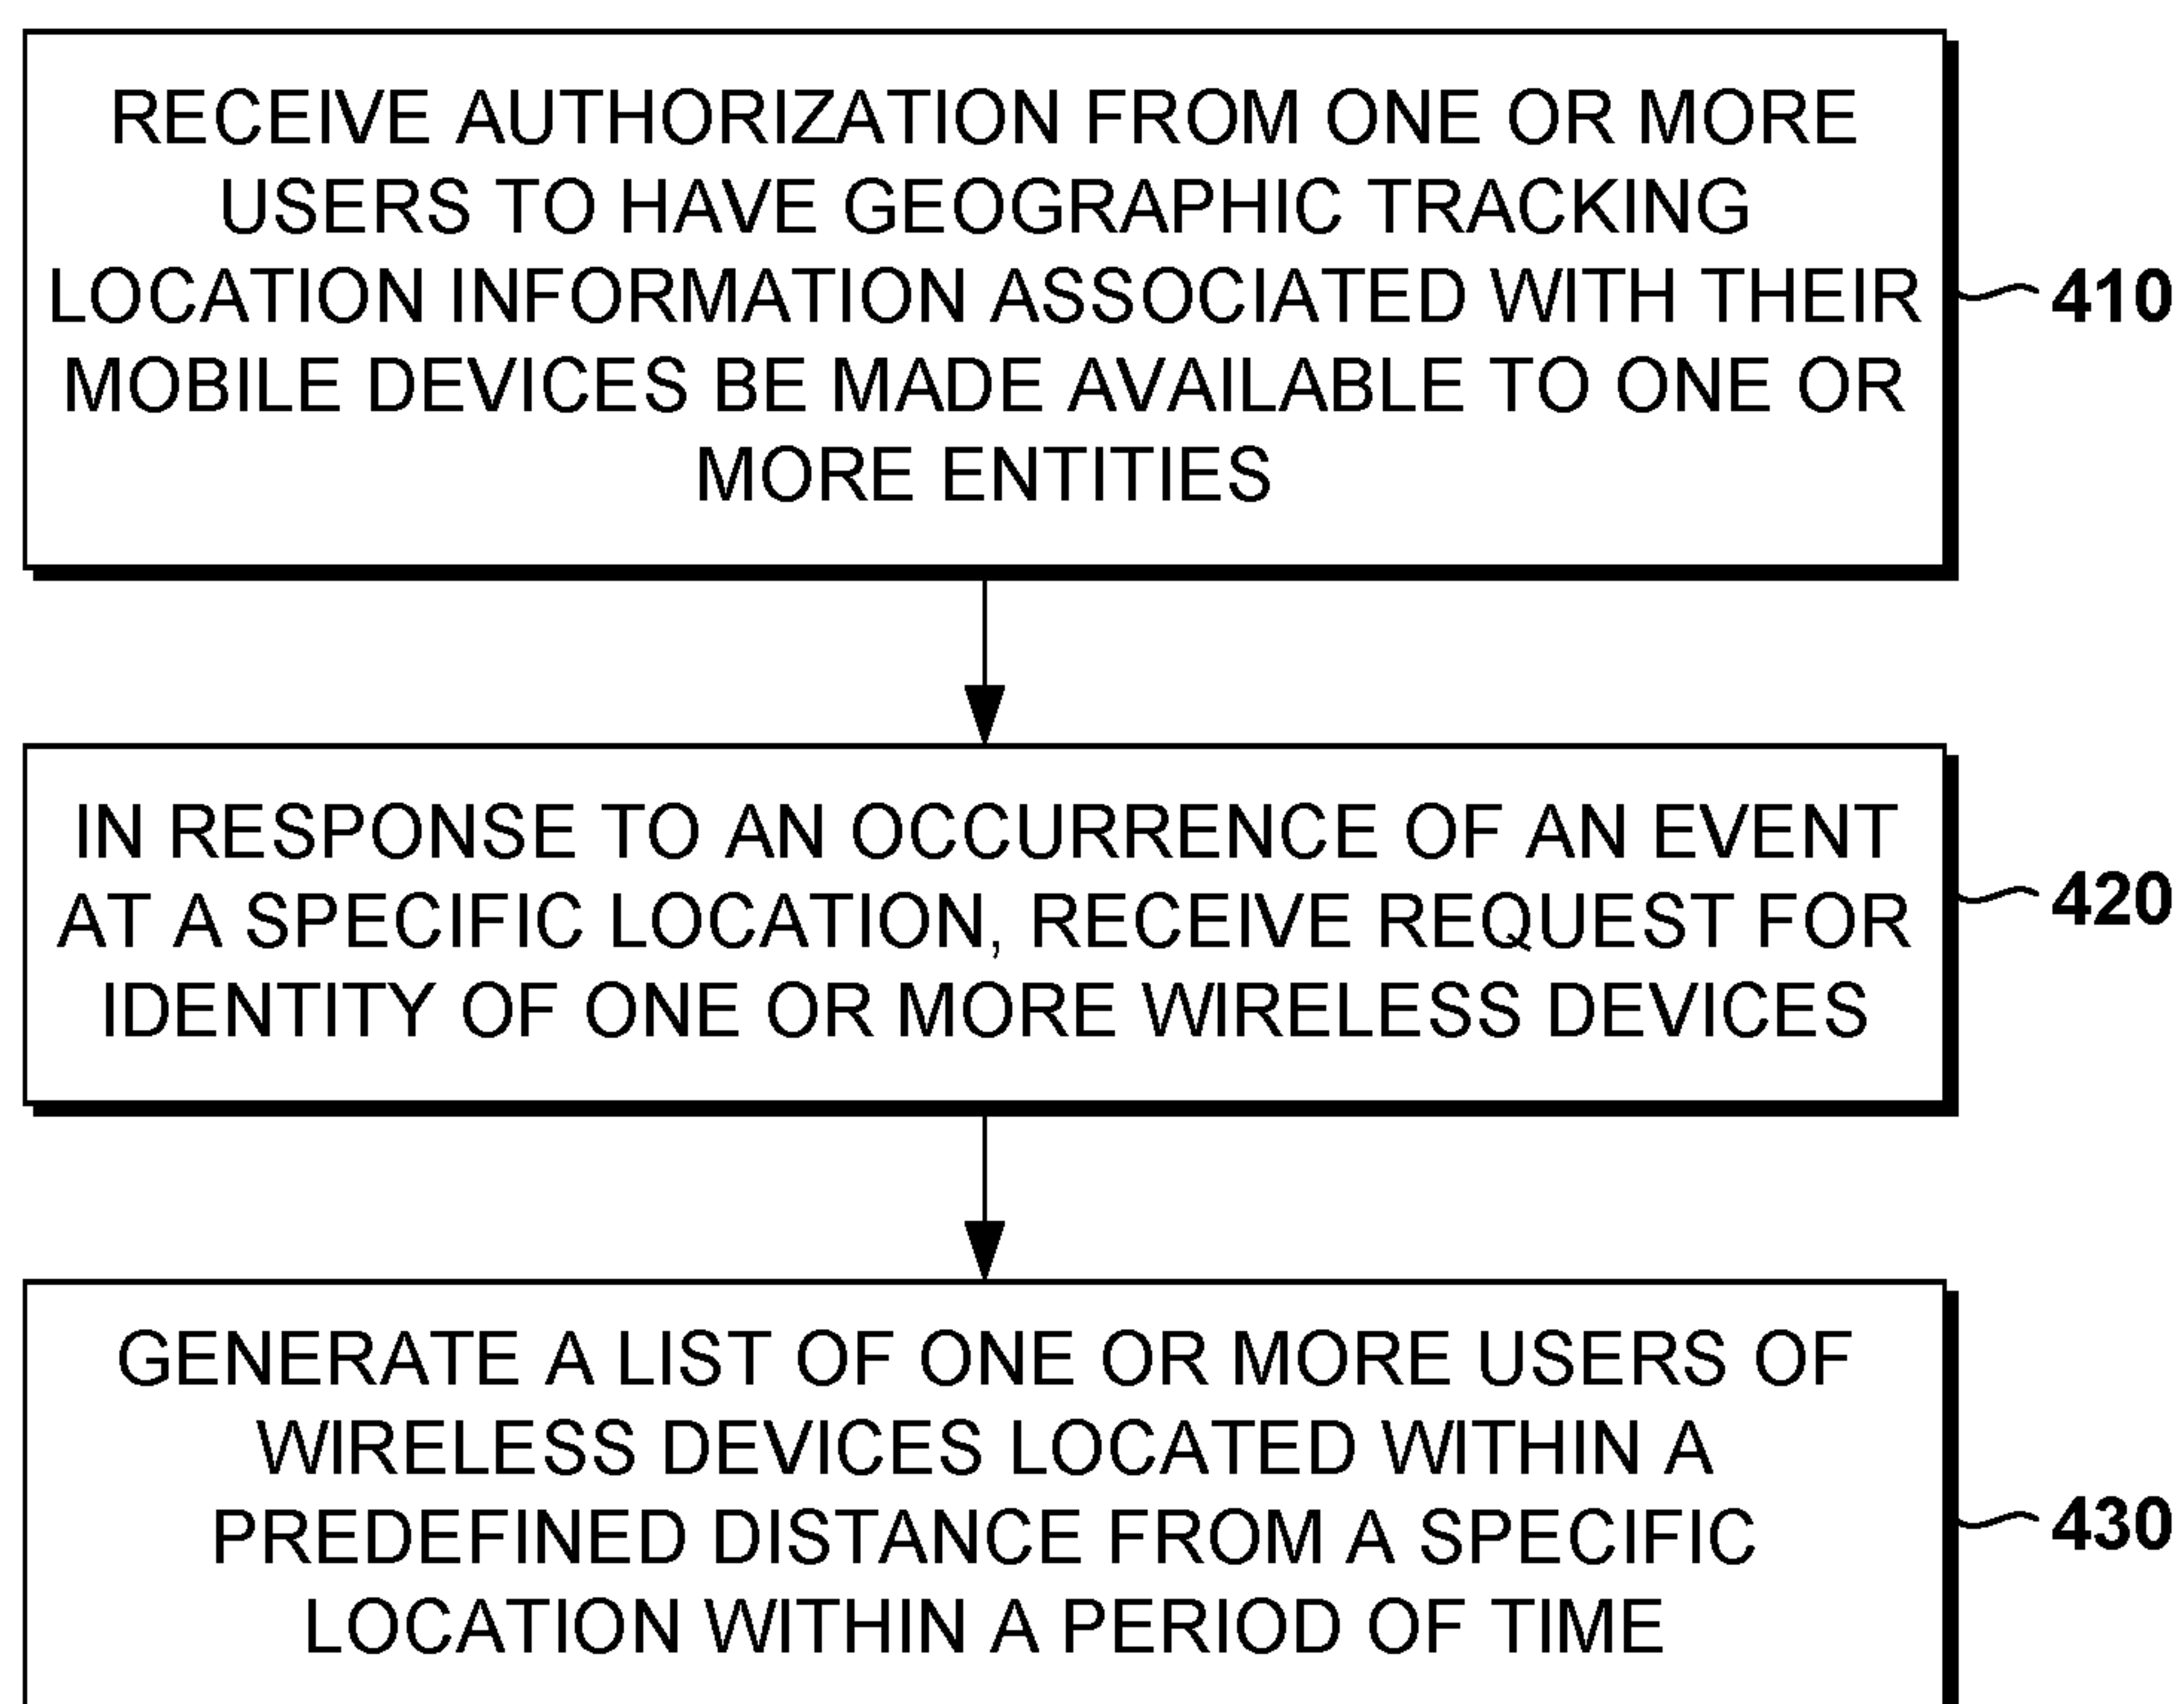 RECEIVE AUTHORIZATION FROM ONE OR MORE
USERS TO HAVE GEOGRAPHIC TRACKING
LOCATION INFORMATION ASSOCIATED WITH THEIR
MOBILE DEVICES BE MADE AVAILABLE TO ONE OR
MORE ENTITIES
410
IN RESPONSE TO AN OCCURRENCE OF AN EVENT
AT A SPECIFIC LOCATION, RECEIVE REQUEST FOR
IDENTITY OF ONE OR MORE WIRELESS DEVICES
420
GENERATE A LIST OF ONE OR MORE USERS OF
WIRELESS DEVICES LOCATED WITHIN A
PREDEFINED DISTANCE FROM A SPECIFIC
LOCATION WITHIN A PERIOD OF TIME
430